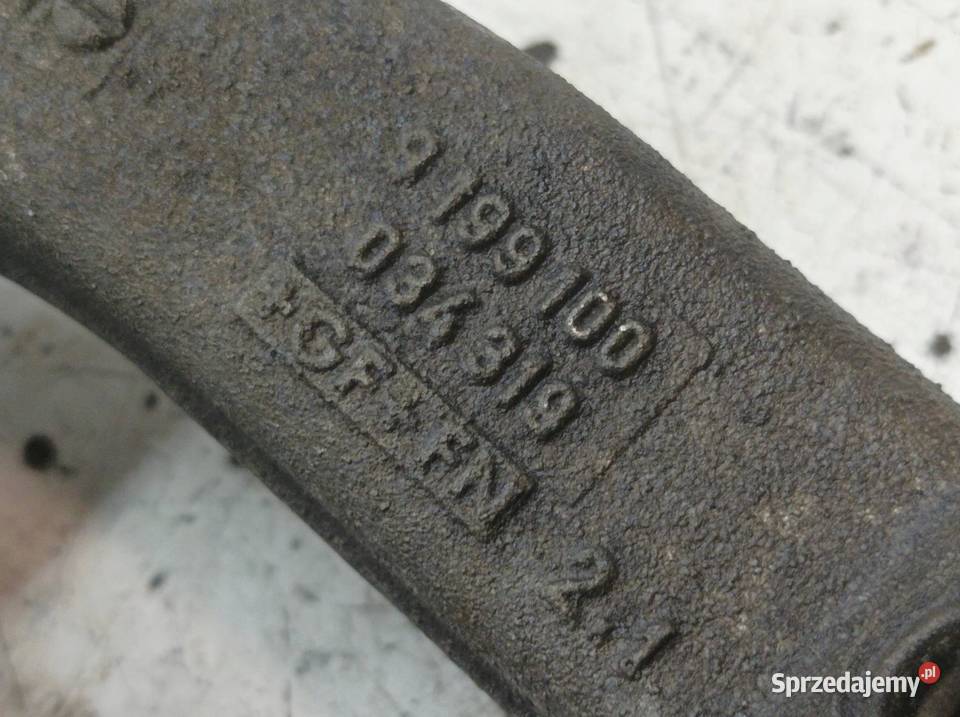 9 199 100
034 319
+GF+ FN
2.1
Sprzedajemy.pl